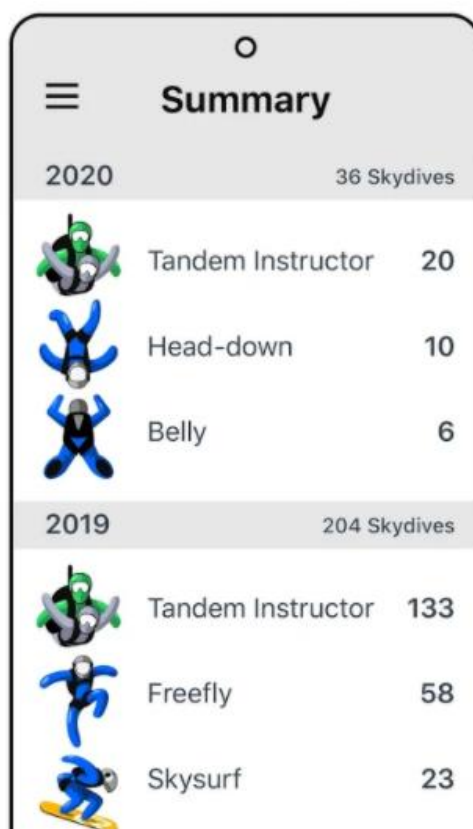 Summary
2020 36 Skydives
Tandem Instructor 20
Head-down 10
Belly 6
2019 204 Skydives
Tandem Instructor 133
Freefly 58
Skysurf 23